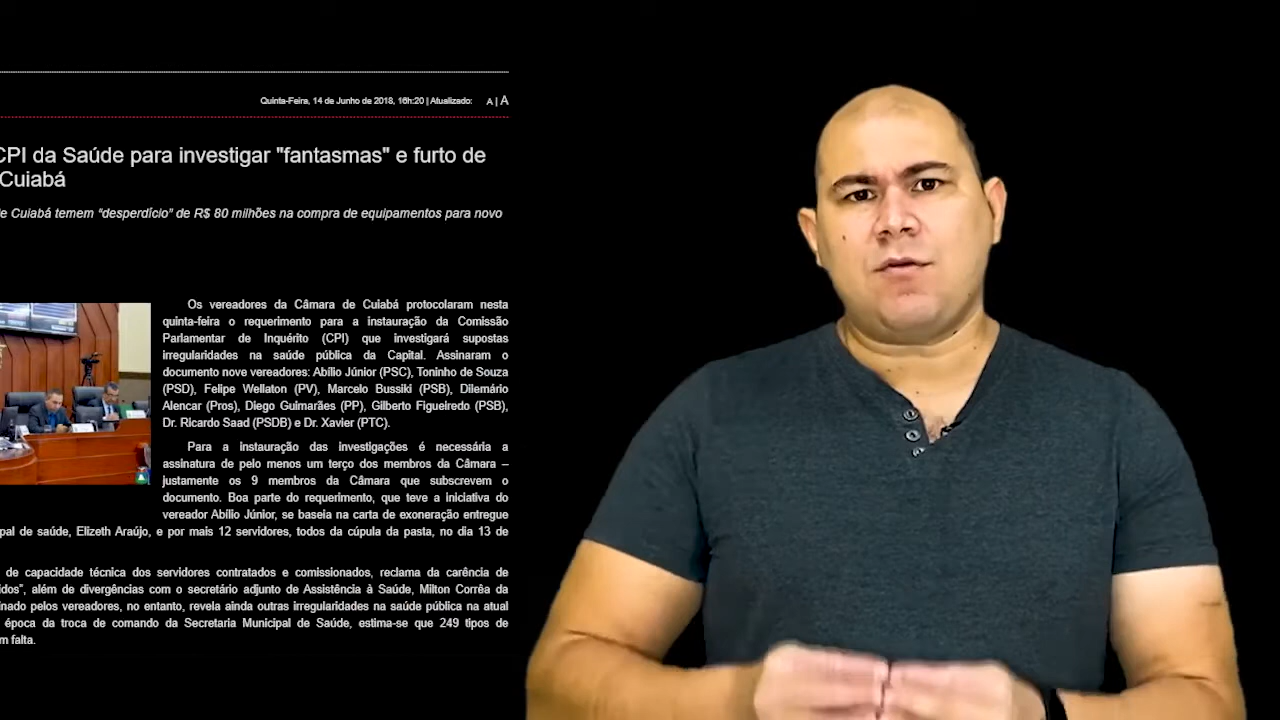 Quinta-Feira, 14 de Junho de 2018, 16h:20 | Atualizado: A | A
CPI da Saúde para investigar "fantasmas" e furto de
Cuiabá
de Cuiabá temem “desperdício” de R$ 80 milhões na compra de equipamentos para novo
Os vereadores da Câmara de Cuiabá protocolaram nesta
quinta-feira o requerimento para a instauração da Comissão
Parlamentar de Inquérito (CPI) que investigará supostas
irregularidades na saúde pública da Capital. Assinaram o
documento nove vereadores: Abílio Júnior (PSC), Toninho de Souza
(PSD), Felipe Wellaton (PV), Marcelo Bussiki (PSB), Dilemário
Alencar (Pros), Diego Guimarães (PP), Gilberto Figueiredo (PSB),
Dr. Ricardo Saad (PSDB) e Dr. Xavier (PTC).
Para a instauração das investigações é necessária a
assinatura de pelo menos um terço dos membros da Câmara –
justamente os 9 membros da Câmara que subscrevem o
documento. Boa parte do requerimento, que teve a iniciativa do
vereador Abílio Júnior, se baseia na carta de exoneração entregue
pal de saúde, Elizeth Araújo, e por mais 12 servidores, todos da cúpula da pasta, no dia 13 de
de capacidade técnica dos servidores contratados e comissionados, reclama da carência de
idos”, além de divergências com o secretário adjunto de Assistência à Saúde, Milton Corrêa da
inado pelos vereadores, no entanto, revela ainda outras irregularidades na saúde pública na atual
época da troca de comando da Secretaria Municipal de Saúde, estima-se que 249 tipos de
m falta.